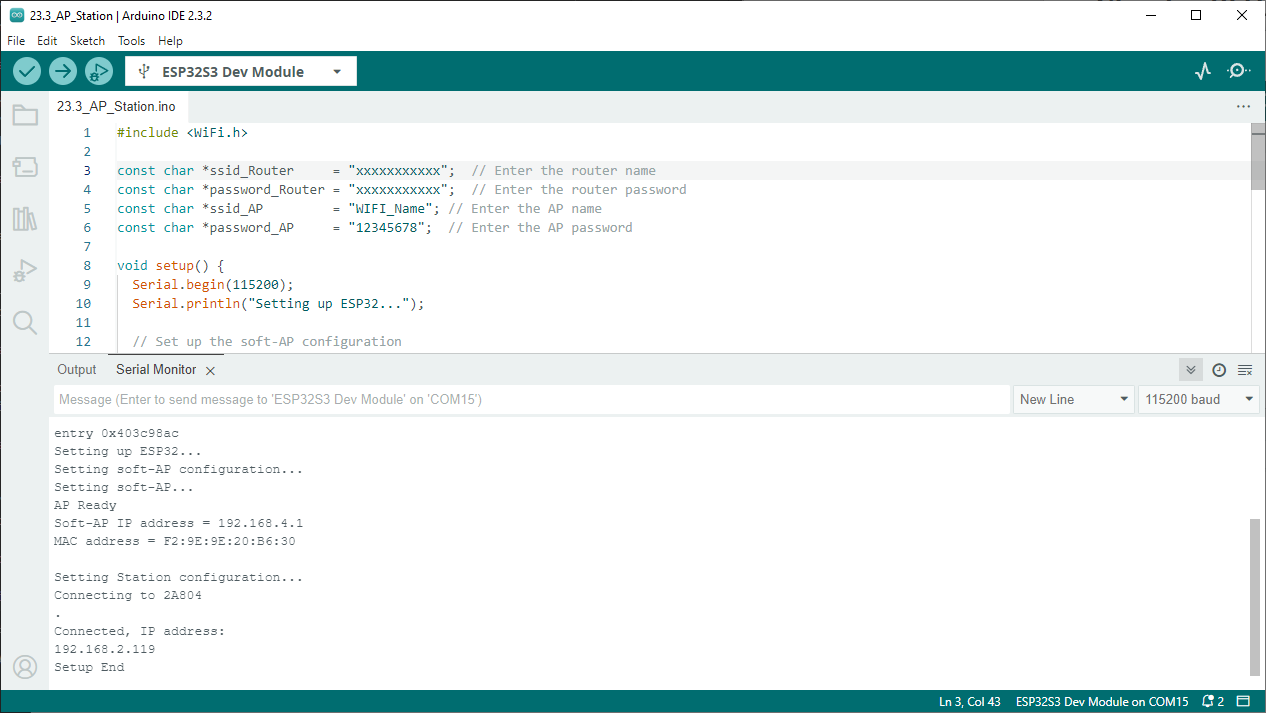 23.3_AP_Station | Arduino IDE 2.3.2
File Edit Sketch Tools Help
ESP32S3 Dev Module
23.3_AP_Station.ino
1 #include <WiFi.h>
2
3 const char *ssid_Router     = "xxxxxxxxxxx";  // Enter the router name
4 const char *password_Router = "xxxxxxxxxxx";  // Enter the router password
5 const char *ssid_AP         = "WIFI_Name"; // Enter the AP name
6 const char *password_AP     = "12345678";  // Enter the AP password
7
8 void setup() {
9   Serial.begin(115200);
10   Serial.println("Setting up ESP32...");
11
12   // Set up the soft-AP configuration
Output Serial Monitor
Message (Enter to send message to 'ESP32S3 Dev Module' on 'COM15') New Line 115200 baud
entry 0x403c98ac
Setting up ESP32...
Setting soft-AP configuration...
Setting soft-AP...
AP Ready
Soft-AP IP address = 192.168.4.1
MAC address = F2:9E:9E:20:B6:30
Setting Station configuration...
Connecting to 2A804
.
Connected, IP address:
192.168.2.119
Setup End
Ln 3, Col 43 ESP32S3 Dev Module on COM15 2